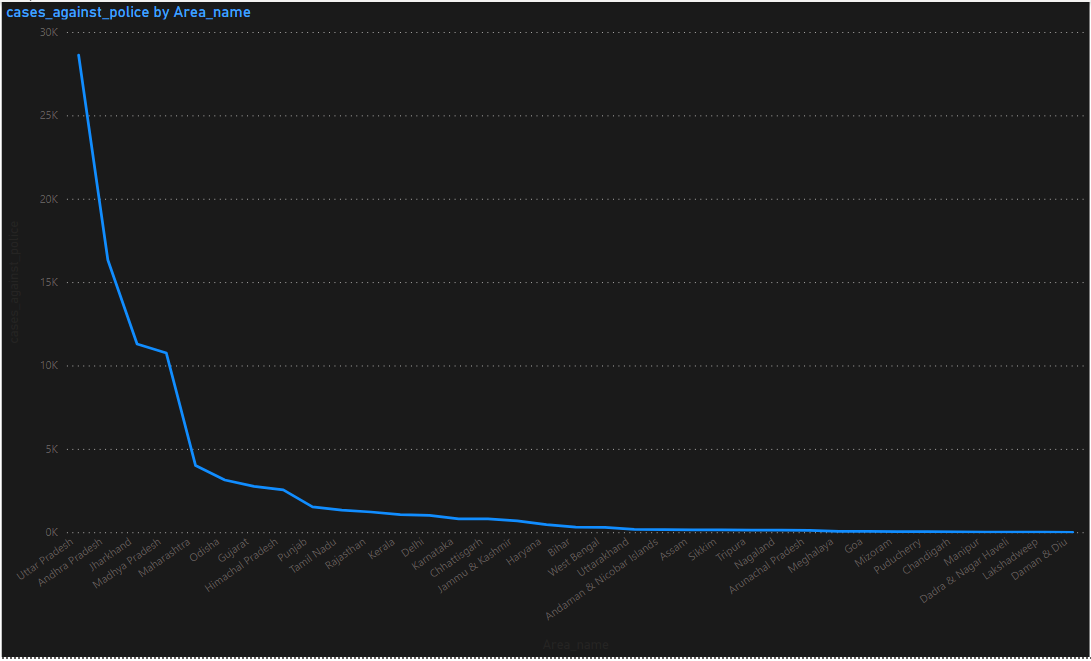 cases_against_police by Area_name
30K
25K
20K
15K
10K
5K
0K
cases_against_police
Uttar Pradesh
Andhra Pradesh
Jharkhand
Madhya Pradesh
Maharashtra
Odisha
Gujarat
Himachal Pradesh
Punjab
Tamil Nadu
Rajasthan
Kerala
Delhi
Karnataka
Chhattisgarh
Jammu & Kashmir
Haryana
Bihar
West Bengal
Uttarakhand
Andaman & Nicobar Islands
Assam
Sikkim
Tripura
Nagaland
Arunachal Pradesh
Meghalaya
Goa
Mizoram
Puducherry
Chandigarh
Manipur
Dadra & Nagar Haveli
Lakshadweep
Daman & Diu
Area_name